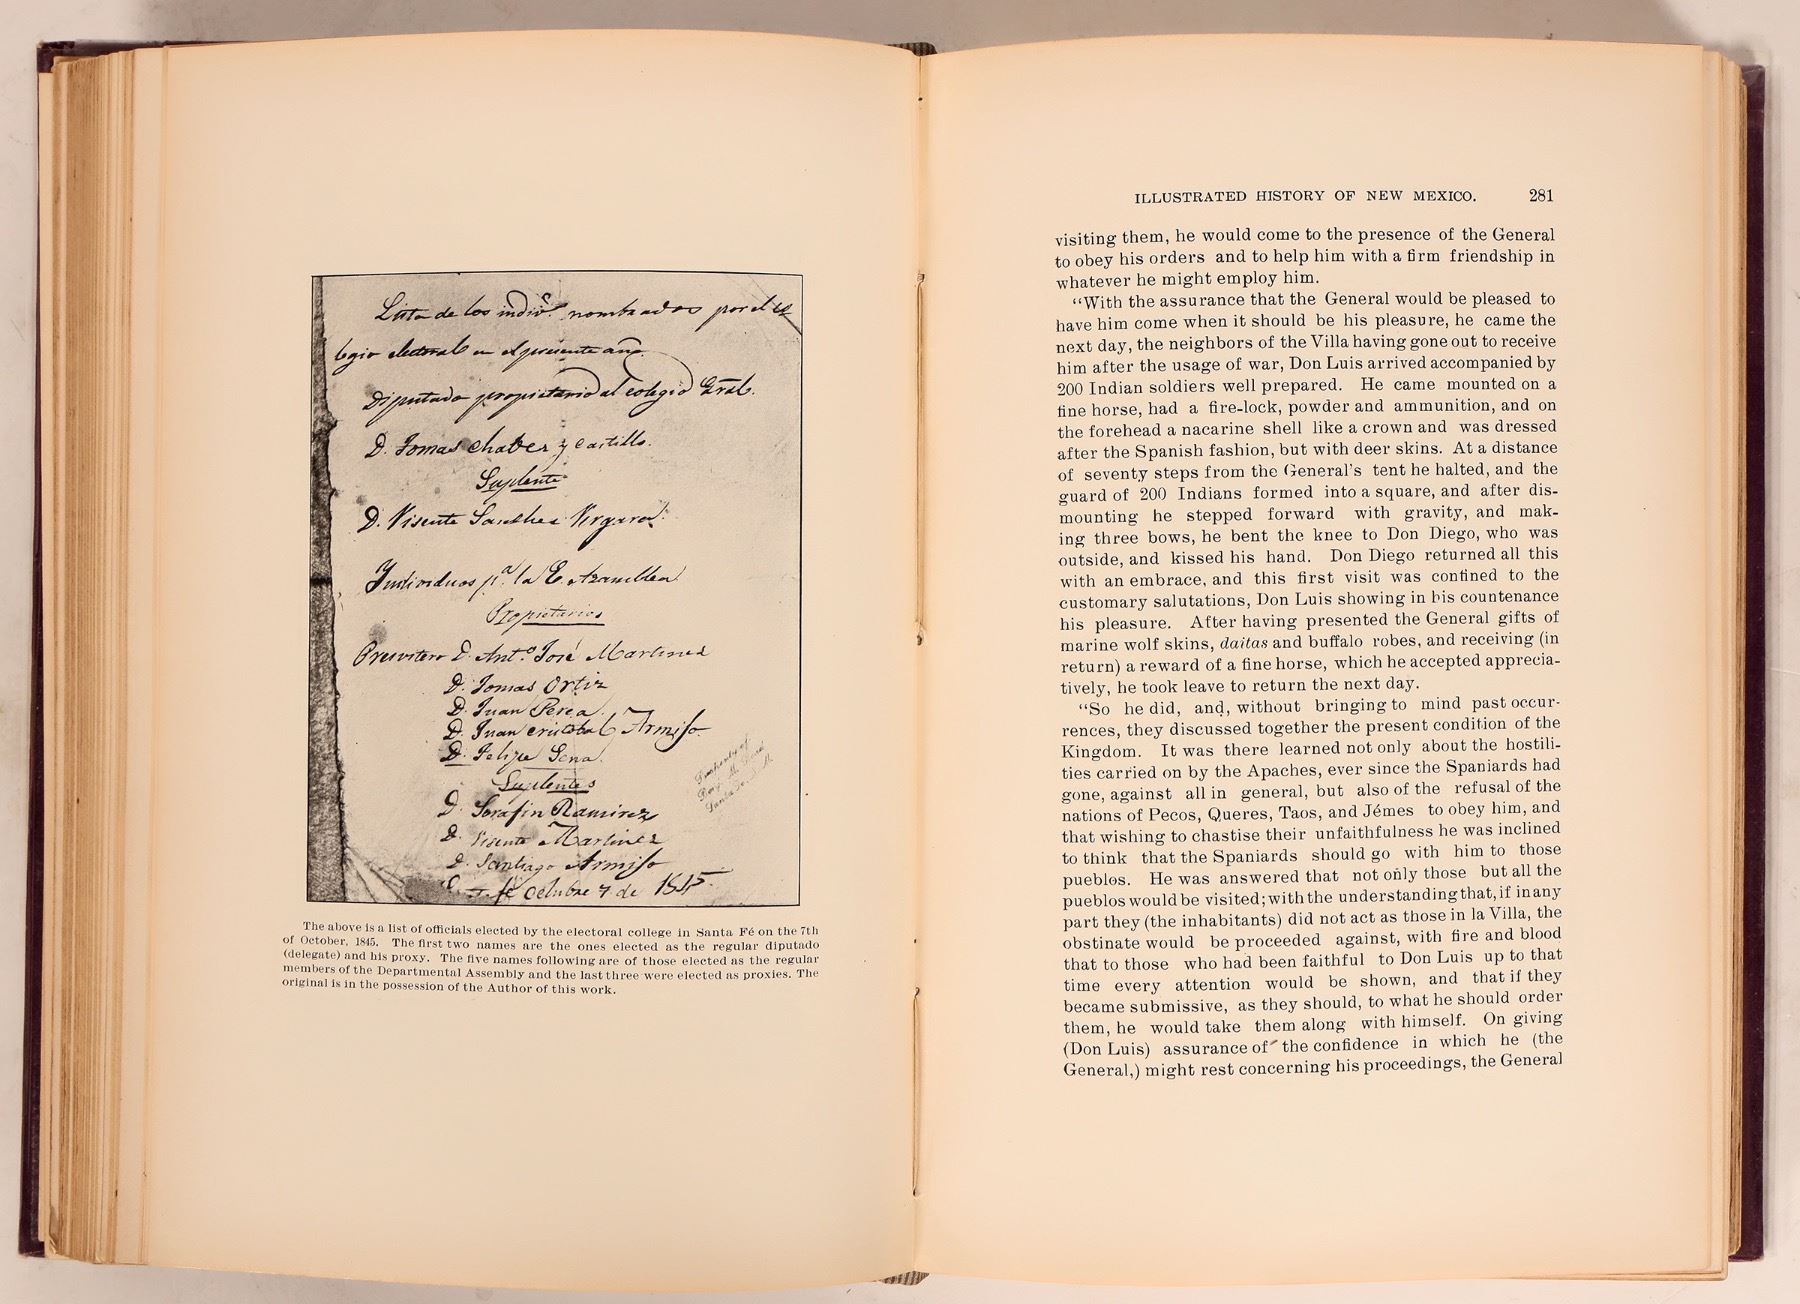 Lista de los indivs. nombrados por el co
legio electoral en el presente año
Diputado propietario al colegio Gral.
D. Tomas Chabes y Castillo.
Suplente
D. Visente Sanches Vergara.
Individuos pa. la E. Azamblea
Propietarios
Presvitero D. Anto. José Martines
D. Tomas Ortiz
D. Juan Perea
D. Juan Cristobal Armijo
D. Felipe Sena.
Suplentes
D. Serafin Ramirez
D. Visente Martinez
D. Santiago Armijo
fé Octubre 7 de 1845.
The above is a list of officials elected by the electoral college in Santa Fé on the 7th
of October, 1845. The first two names are the ones elected as the regular diputado
(delegate) and his proxy. The five names following are of those elected as the regular
members of the Departmental Assembly and the last three were elected as proxies. The
original is in the possession of the Author of this work.
ILLUSTRATED HISTORY OF NEW MEXICO. 281
visiting them, he would come to the presence of the General
to obey his orders and to help him with a firm friendship in
whatever he might employ him.
“With the assurance that the General would be pleased to
have him come when it should be his pleasure, he came the
next day, the neighbors of the Villa having gone out to receive
him after the usage of war, Don Luis arrived accompanied by
200 Indian soldiers well prepared. He came mounted on a
fine horse, had a fire-lock, powder and ammunition, and on
the forehead a nacarine shell like a crown and was dressed
after the Spanish fashion, but with deer skins. At a distance
of seventy steps from the General's tent he halted, and the
guard of 200 Indians formed into a square, and after dis-
mounting he stepped forward with gravity, and mak-
ing three bows, he bent the knee to Don Diego, who was
outside, and kissed his hand. Don Diego returned all this
with an embrace, and this first visit was confined to the
customary salutations, Don Luis showing in his countenance
his pleasure. After having presented the General gifts of
marine wolf skins, daitas and buffalo robes, and receiving (in
return) a reward of a fine horse, which he accepted apprecia-
tively, he took leave to return the next day.
“So he did, and, without bringing to mind past occur-
rences, they discussed together the present condition of the
Kingdom. It was there learned not only about the hostili-
ties carried on by the Apaches, ever since the Spaniards had
gone, against all in general, but also of the refusal of the
nations of Pecos, Queres, Taos, and Jémes to obey him, and
that wishing to chastise their unfaithfulness he was inclined
to think that the Spaniards should go with him to those
pueblos. He was answered that not only those but all the
pueblos would be visited; with the understanding that, if in any
part they (the inhabitants) did not act as those in la Villa, the
obstinate would be proceeded against, with fire and blood
that to those who had been faithful to Don Luis up to that
time every attention would be shown, and that if they
became submissive, as they should, to what he should order
them, he would take them along with himself. On giving
(Don Luis) assurance of the confidence in which he (the
General,) might rest concerning his proceedings, the General